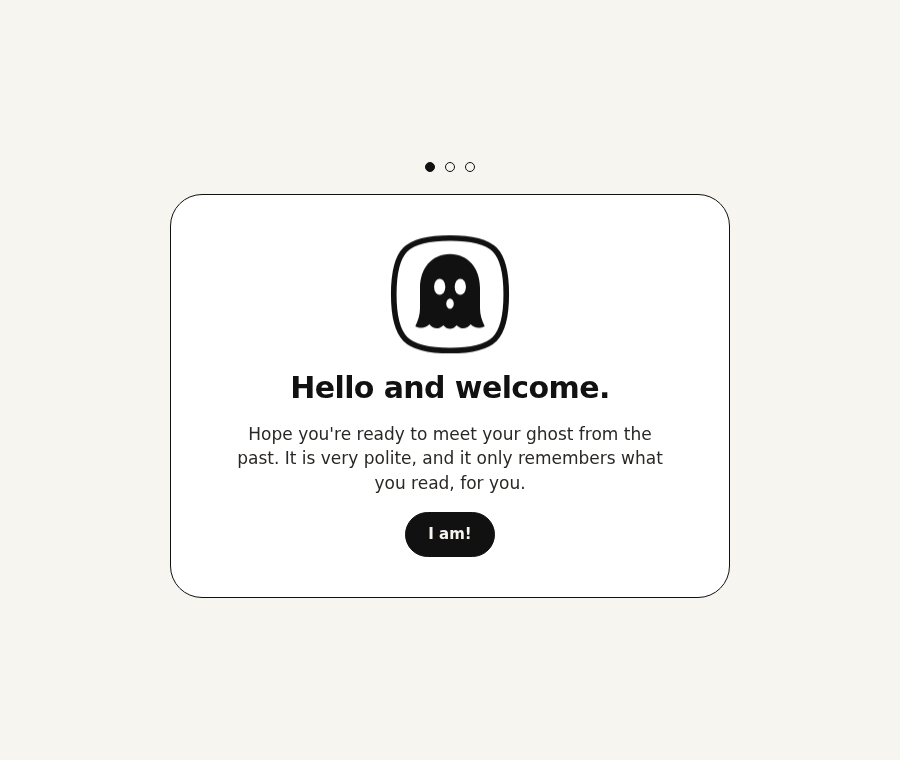 Hello and welcome.
Hope you're ready to meet your ghost from the
past. It is very polite, and it only remembers what
you read, for you.
I am!